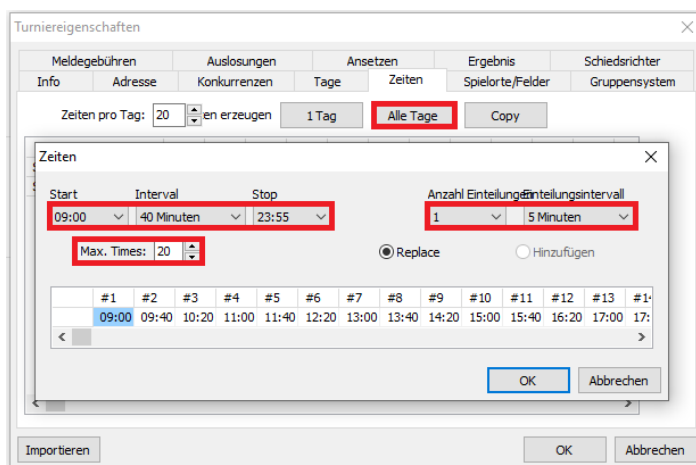 Turniereigenschaften
Meldegebühren Auslosungen Ansetzen Ergebnis Schiedsrichter
Info Adresse Konkurrenzen Tage Zeiten Spielorte/Felder Gruppensystem
Zeiten pro Tag: 20 en erzeugen 1 Tag Alle Tage Copy
Zeiten
Start Interval Stop Anzahl Einteilungen Einteilungsintervall
09:00 40 Minuten 23:55 1 5 Minuten
Max. Times: 20 Replace Hinzufügen
#1 #2 #3 #4 #5 #6 #7 #8 #9 #10 #11 #12 #13 #1
09:00 09:40 10:20 11:00 11:40 12:20 13:00 13:40 14:20 15:00 15:40 16:20 17:00 17:
OK Abbrechen
Importieren OK Abbrechen